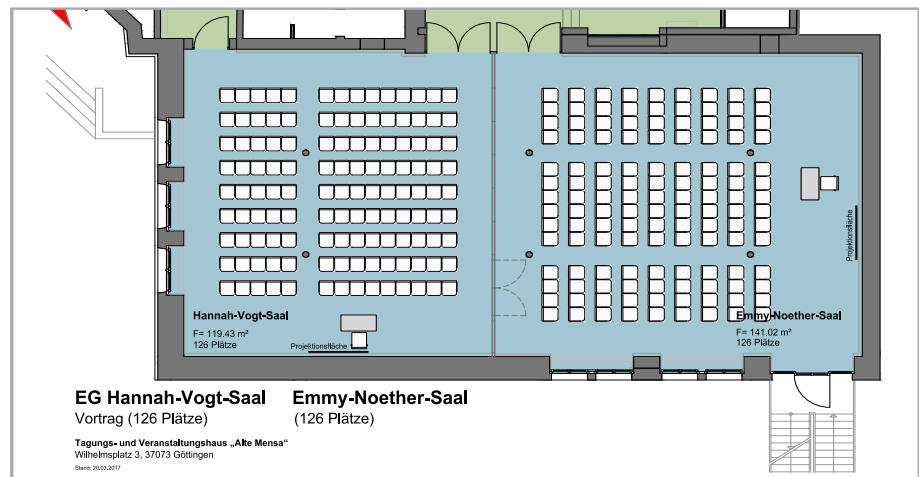 Projektionsfläche
Hannah-Vogt-Saal
F= 119.43 m²
126 Plätze
Projektionsfläche
Emmy-Noether-Saal
F= 141.02 m²
126 Plätze
EG Hannah-Vogt-Saal Emmy-Noether-Saal
Vortrag (126 Plätze) (126 Plätze)
Tagungs- und Veranstaltungshaus „Alte Mensa“
Wilhelmsplatz 3, 37073 Göttingen
Stand: 20.03.2017